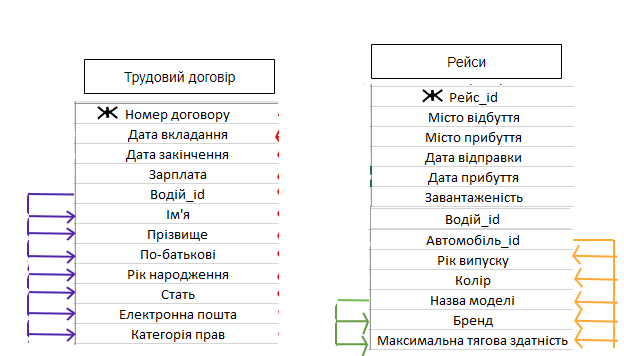 Трудовий договір
Номер договору
Дата вкладання
Дата закінчення
Зарплата
Водій_id
Ім'я
Прізвище
По-батькові
Рік народження
Стать
Електронна пошта
Категорія прав
Рейси
Рейс_id
Місто відбуття
Місто прибуття
Дата відправки
Дата прибуття
Завантаженість
Водій_id
Автомобіль_id
Рік випуску
Колір
Назва моделі
Бренд
Максимальна тягова здатність